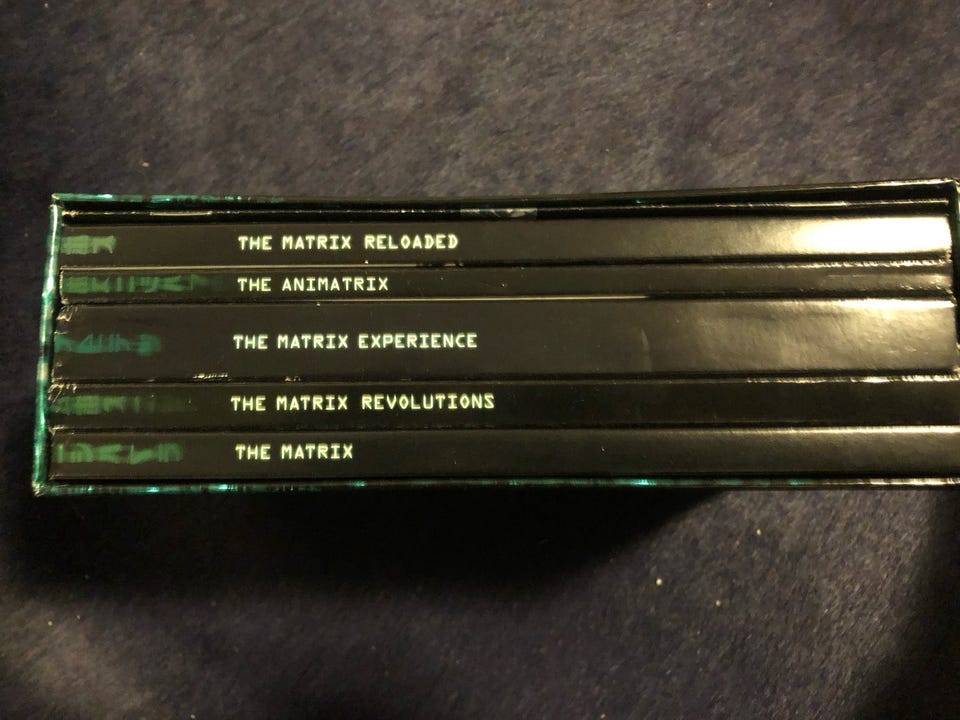 THE MATRIX RELOADED
THE ANIMATRIX
THE MATRIX EXPERIENCE
THE MATRIX REVOLUTIONS
THE MATRIX